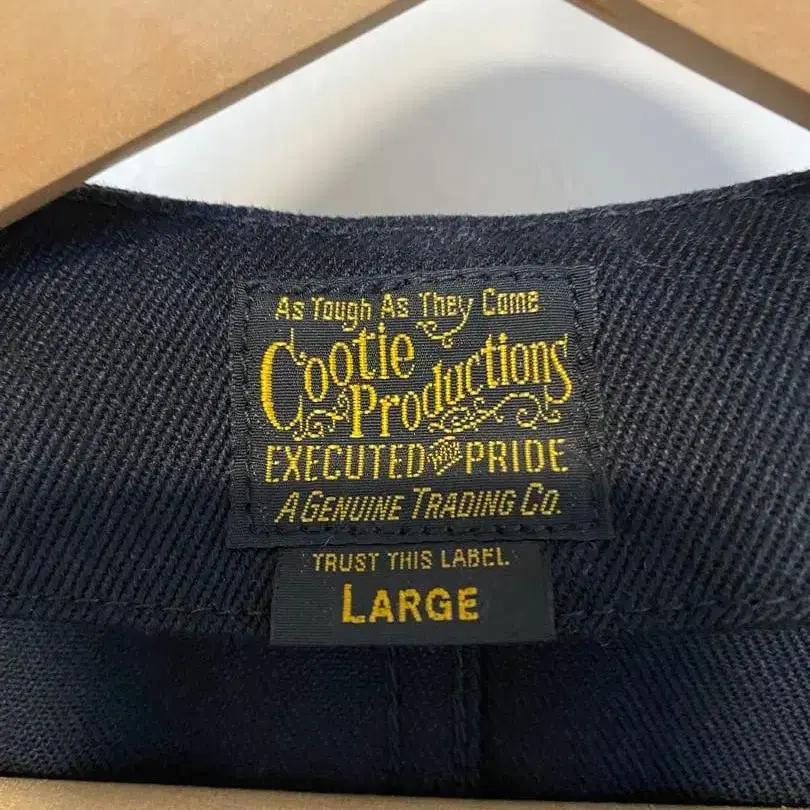 As Tough As They Come
Cootie
Productions
EXECUTED WITH PRIDE
A GENUINE TRADING CO.
TRUST THIS LABEL
LARGE